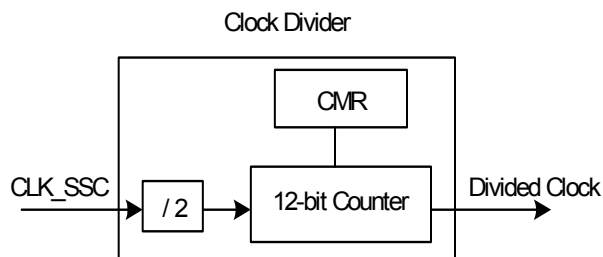 Clock Divider
CMR
CLK_SSC
/ 2
12-bit Counter
Divided Clock